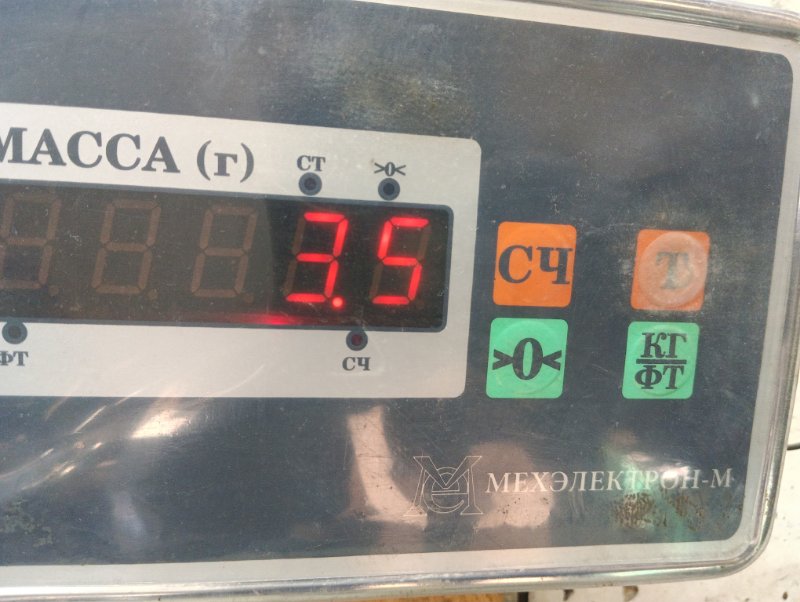 МАССА (г)
СТ >0<
3.5
ФТ СЧ
СЧ Т
>0< КГ
ФТ
МЕХЭЛЕКТРОН-М